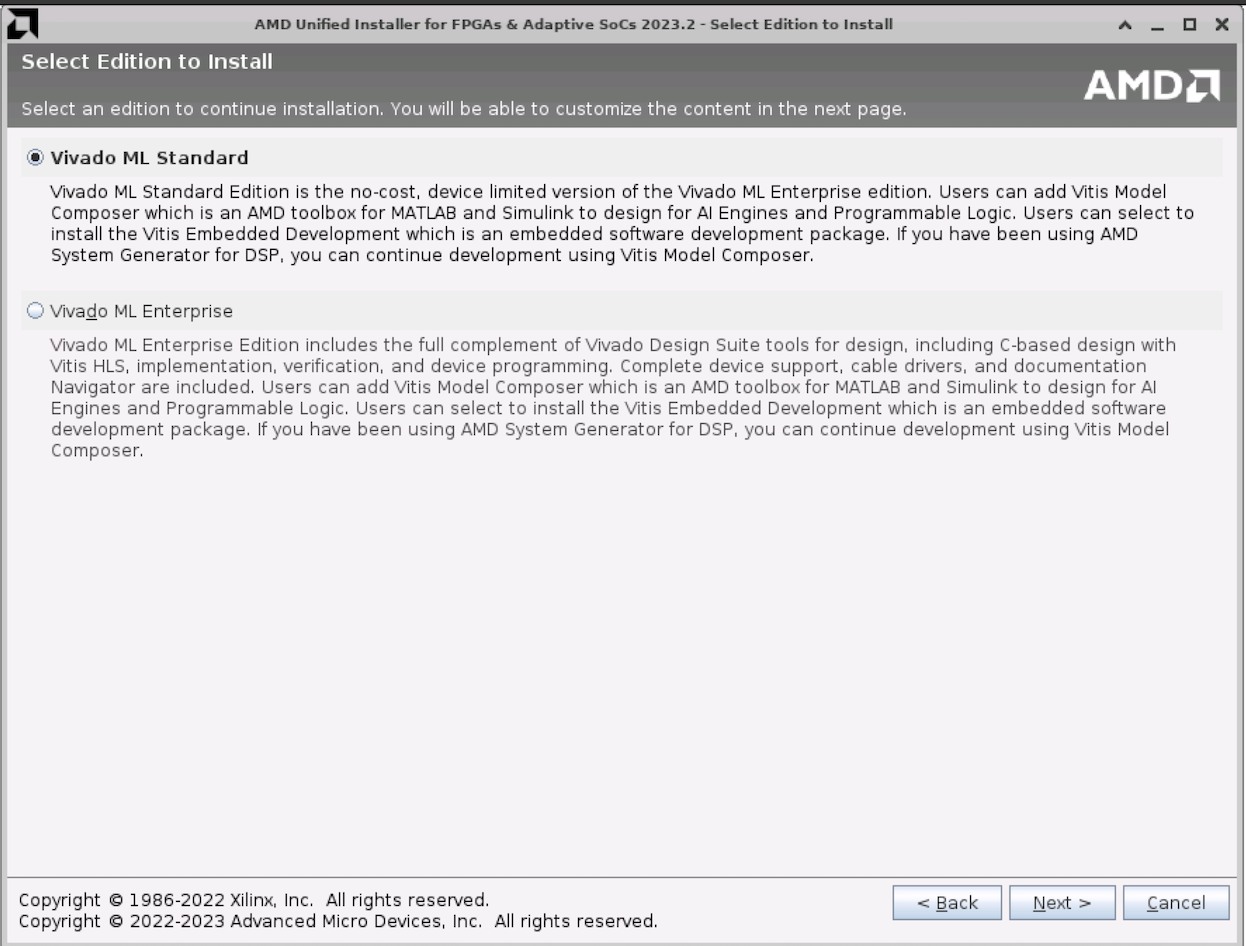 AMD Unified Installer for FPGAs & Adaptive SoCs 2023.2 - Select Edition to Install
Select Edition to Install
AMD
Select an edition to continue installation. You will be able to customize the content in the next page.
Vivado ML Standard
Vivado ML Standard Edition is the no-cost, device limited version of the Vivado ML Enterprise edition. Users can add Vitis Model
Composer which is an AMD toolbox for MATLAB and Simulink to design for AI Engines and Programmable Logic. Users can select to
install the Vitis Embedded Development which is an embedded software development package. If you have been using AMD
System Generator for DSP, you can continue development using Vitis Model Composer.
Vivado ML Enterprise
Vivado ML Enterprise Edition includes the full complement of Vivado Design Suite tools for design, including C-based design with
Vitis HLS, implementation, verification, and device programming. Complete device support, cable drivers, and documentation
Navigator are included. Users can add Vitis Model Composer which is an AMD toolbox for MATLAB and Simulink to design for AI
Engines and Programmable Logic. Users can select to install the Vitis Embedded Development which is an embedded software
development package. If you have been using AMD System Generator for DSP, you can continue development using Vitis Model
Composer.
Copyright © 1986-2022 Xilinx, Inc.  All rights reserved.
Copyright © 2022-2023 Advanced Micro Devices, Inc.  All rights reserved.
< Back
Next >
Cancel